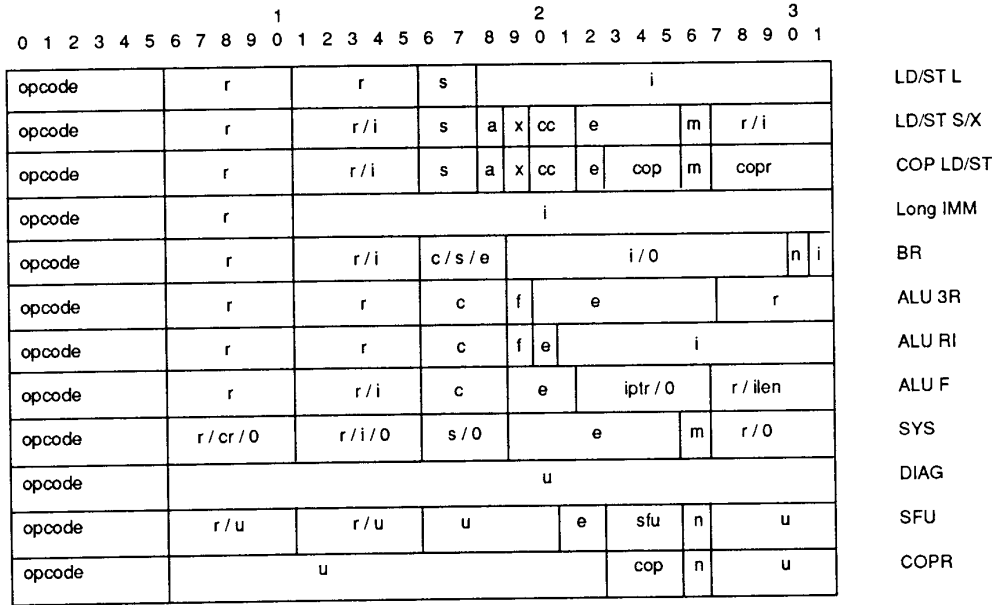 1 2 3
0 1 2 3 4 5 6 7 8 9 0 1 2 3 4 5 6 7 8 9 0 1 2 3 4 5 6 7 8 9 0 1
opcode r r s i LD/ST L
opcode r r / i s a x cc e m r / i LD/ST S/X
opcode r r / i s a x cc e cop m copr COP LD/ST
opcode r i Long IMM
opcode r r / i c / s / e i / 0 n i BR
opcode r r c f e r ALU 3R
opcode r r c f e i ALU RI
opcode r r / i c e iptr / 0 r / ilen ALU F
opcode r / cr / 0 r / i / 0 s / 0 e m r / 0 SYS
opcode u DIAG
opcode r / u r / u u e sfu n u SFU
opcode u cop n u COPR